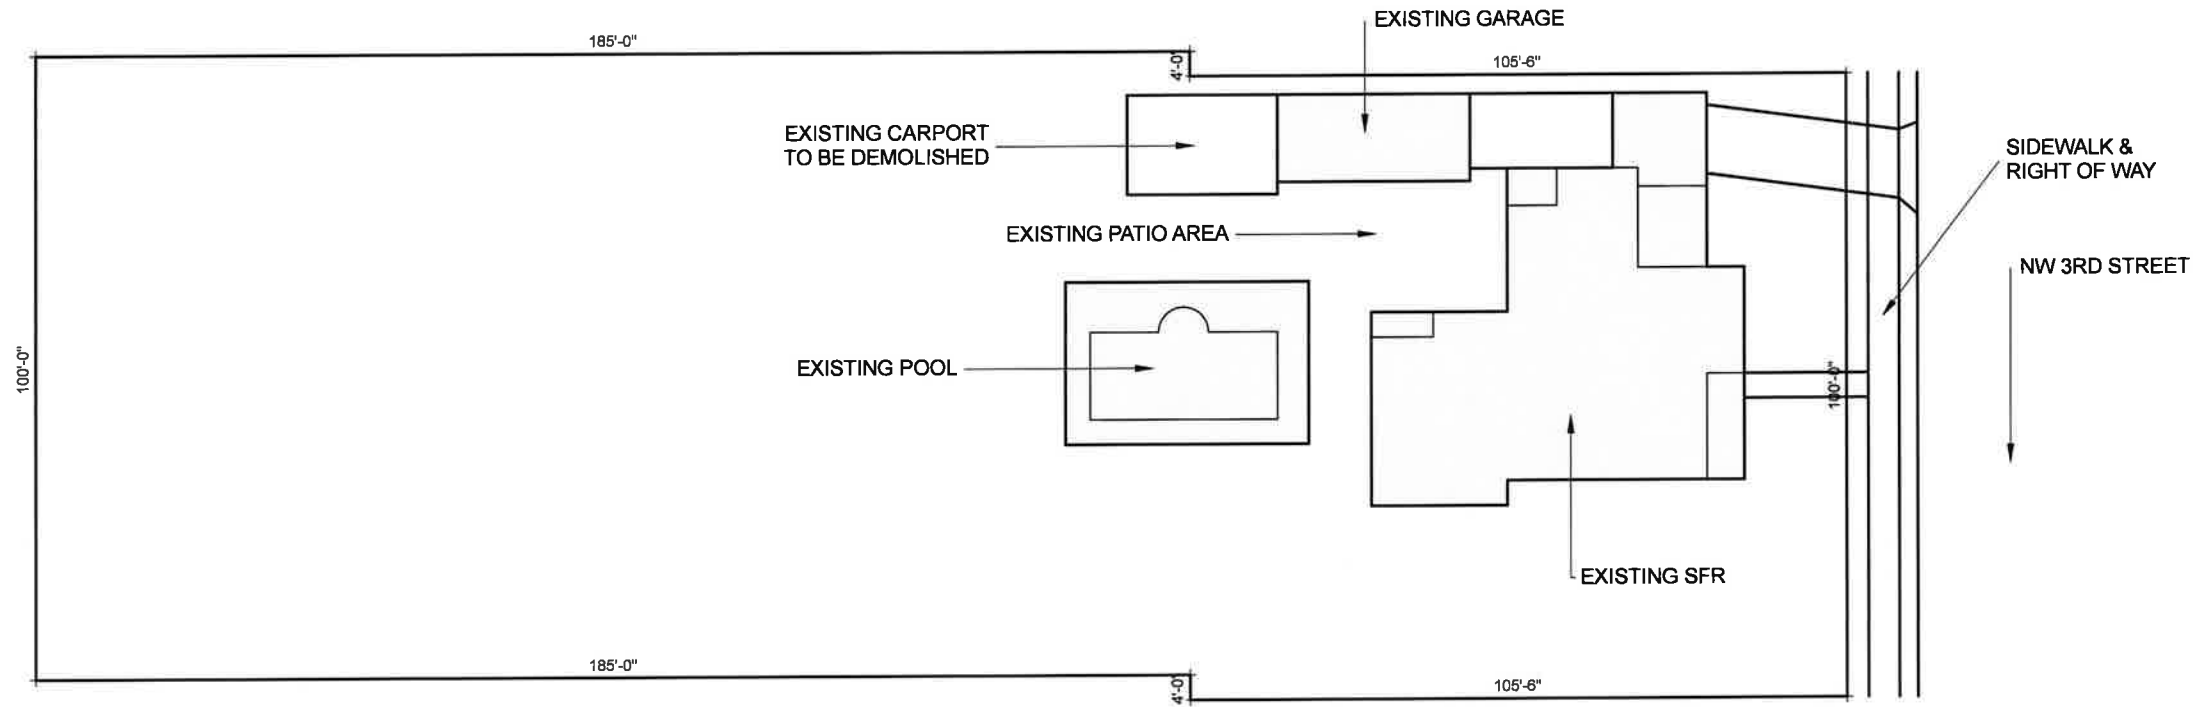 EXISTING GARAGE
185'-0"
4'-0"
105'-6"
EXISTING CARPORT
TO BE DEMOLISHED
SIDEWALK &
RIGHT OF WAY
EXISTING PATIO AREA
NW 3RD STREET
100'-0"
EXISTING POOL
100'-0"
EXISTING SFR
185'-0"
4'-0"
105'-6"